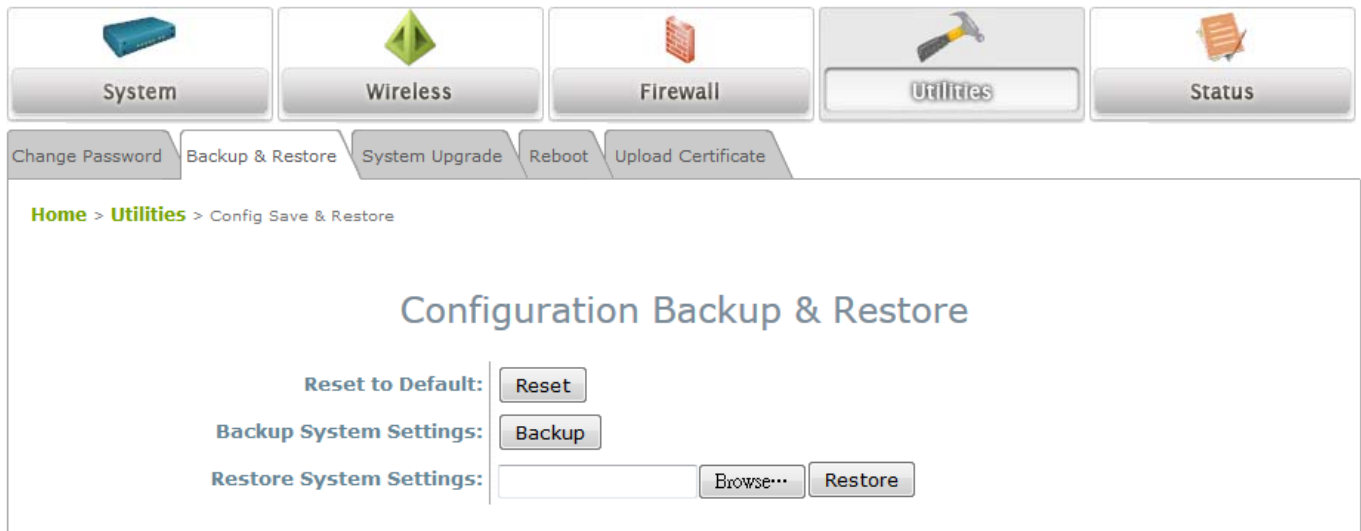 System Wireless Firewall Utilities Status
Change Password Backup & Restore System Upgrade Reboot Upload Certificate
Home > Utilities > Config Save & Restore
Configuration Backup & Restore
Reset to Default: Reset
Backup System Settings: Backup
Restore System Settings: Browse… Restore